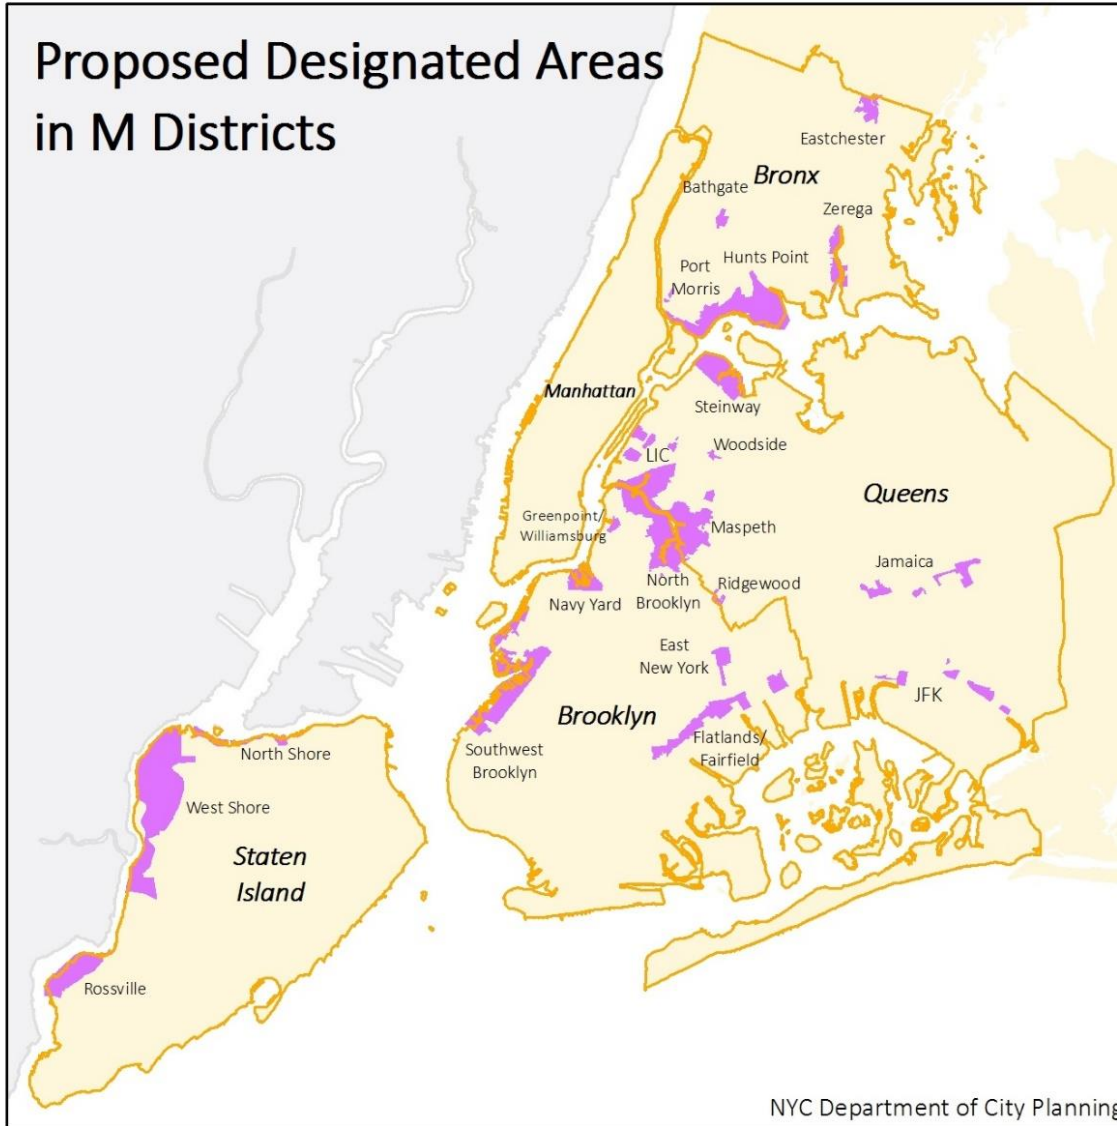 Proposed Designated Areas
in M Districts
Eastchester
Bronx
Bathgate
Zerega
Hunts Point
Port
Morris
Manhattan
Steinway
Woodside
LIC
Queens
Greenpoint/
Williamsburg
Maspeth
Jamaica
North
Brooklyn
Ridgewood
Navy Yard
East
New York
JFK
Brooklyn
Flatlands/
Fairfield
Southwest
Brooklyn
North Shore
West Shore
Staten
Island
Rossville
NYC Department of City Planning